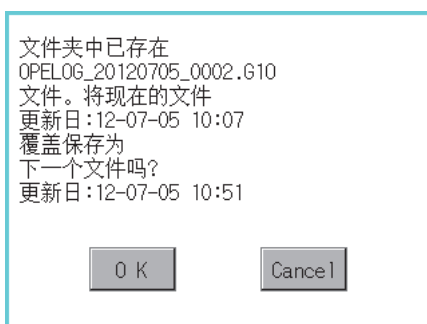 文件夹中已存在
OPELOG_20120705_0002.G10
文件。将现在的文件
更新日:12-07-05 10:07
覆盖保存为
下一个文件吗?
更新日:12-07-05 10:51
OK
Cancel